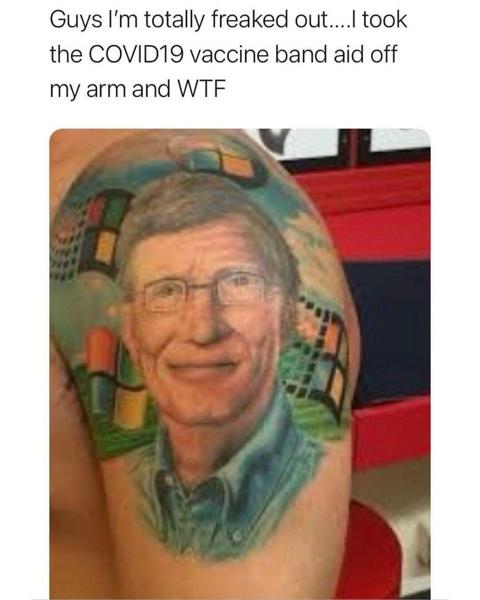 Guys I’m totally freaked out....I took
the COVID19 vaccine band aid off
my arm and WTF